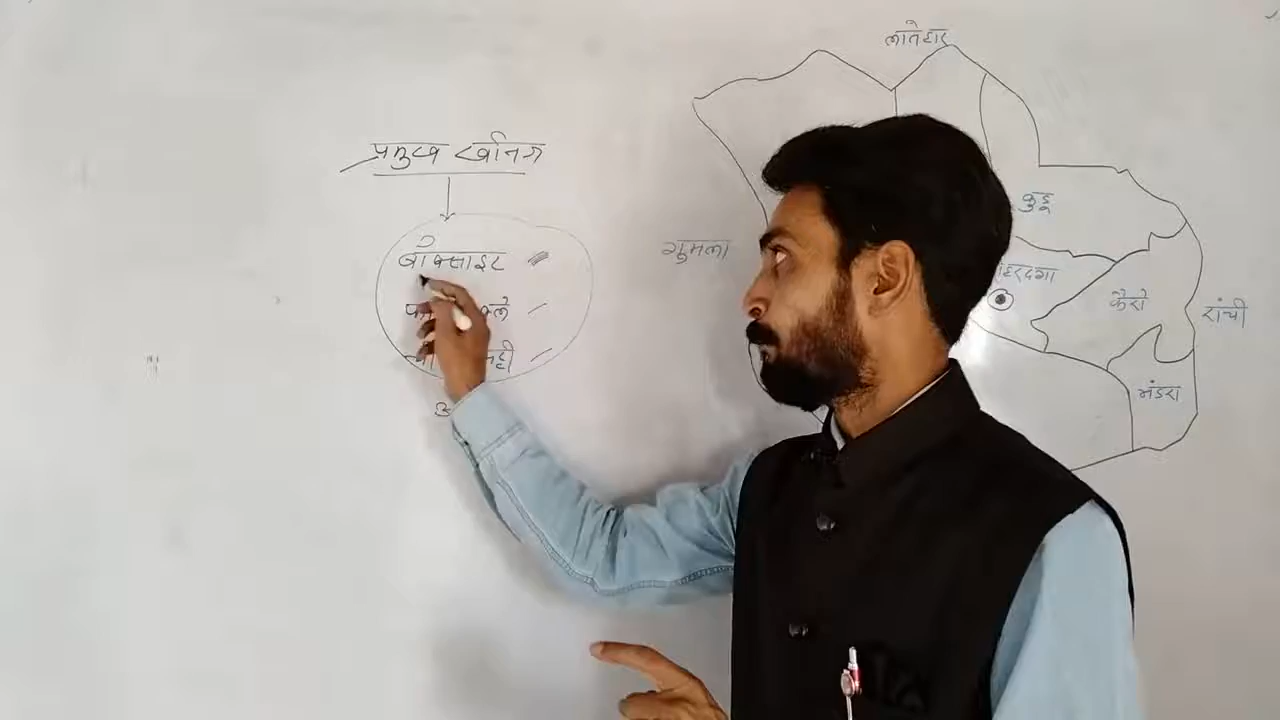 प्रमुख खनिज
बॉक्साइट
लातेहार
कुडू
गुमला
कैरो
रांची
भंडरा